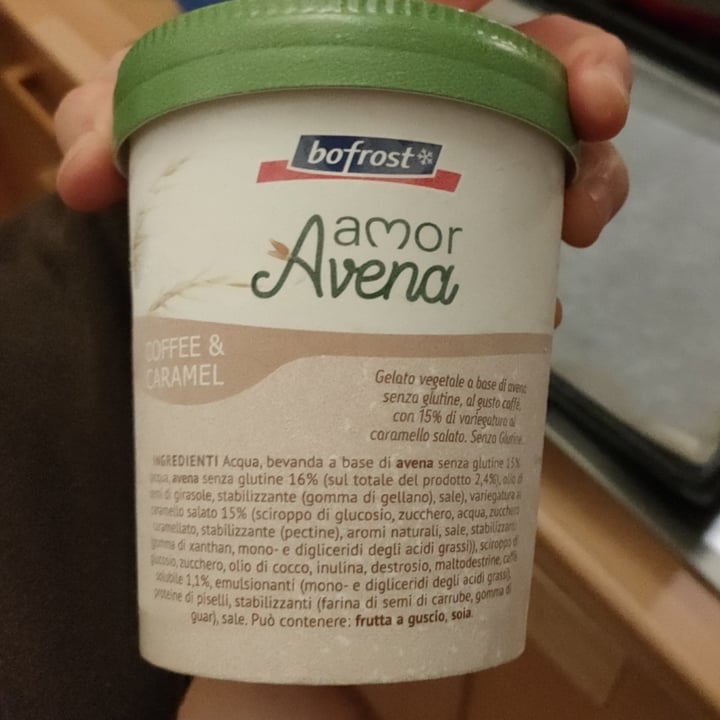 bofrost
amor
Avena
COFFEE &
CARAMEL
Gelato vegetale a base di avena
senza glutine, al gusto caffè,
con 15% di variegatura al
caramello salato. Senza Glutine.
INGREDIENTI Acqua, bevanda a base di avena senza glutine 15%
acqua, avena senza glutine 16% (sul totale del prodotto 2,4%), olio di
semi di girasole, stabilizzante (gomma di gellano), sale), variegatura al
caramello salato 15% (sciroppo di glucosio, zucchero, acqua, zucchero
caramellato, stabilizzante (pectine), aromi naturali, sale, stabilizzanti
(gomma di xanthan, mono- e digliceridi degli acidi grassi)), sciroppo di
glucosio, zucchero, olio di cocco, inulina, destrosio, maltodestrine, caffè
solubile 1,1%, emulsionanti (mono- e digliceridi degli acidi grassi),
proteine di piselli, stabilizzanti (farina di semi di carrube, gomma di
guar), sale. Può contenere: frutta a guscio, soia.